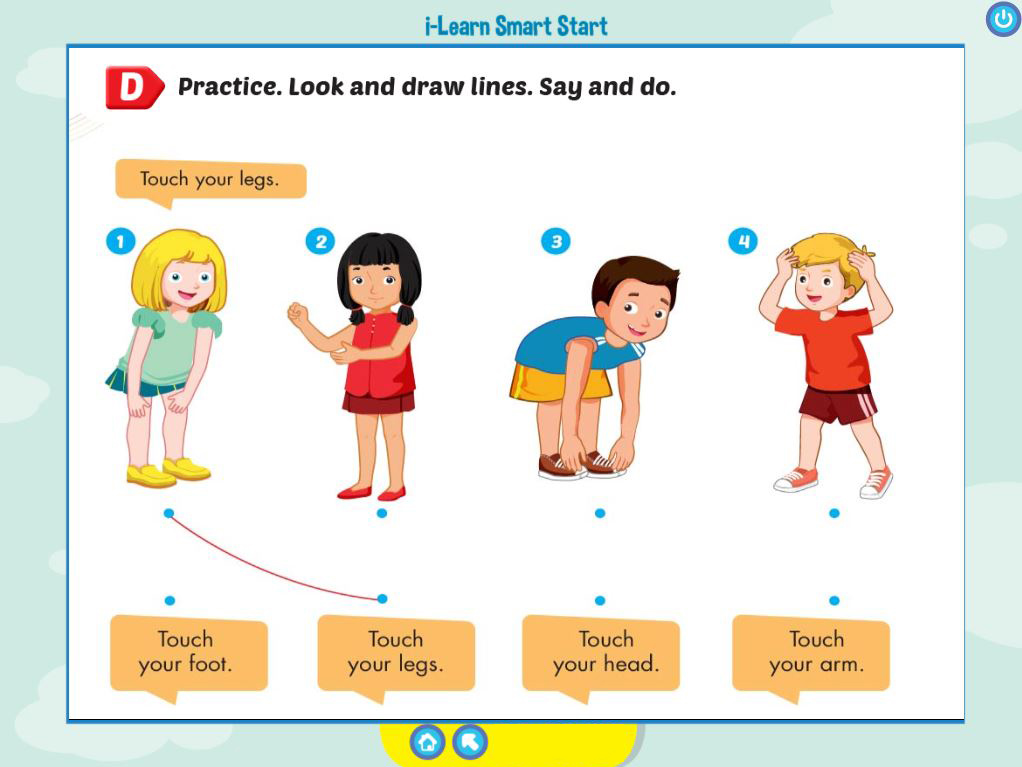 i-Learn Smart Start
D Practice. Look and draw lines. Say and do.
Touch your legs.
1
2
3
4
Touch
your foot.
Touch
your legs.
Touch
your head.
Touch
your arm.